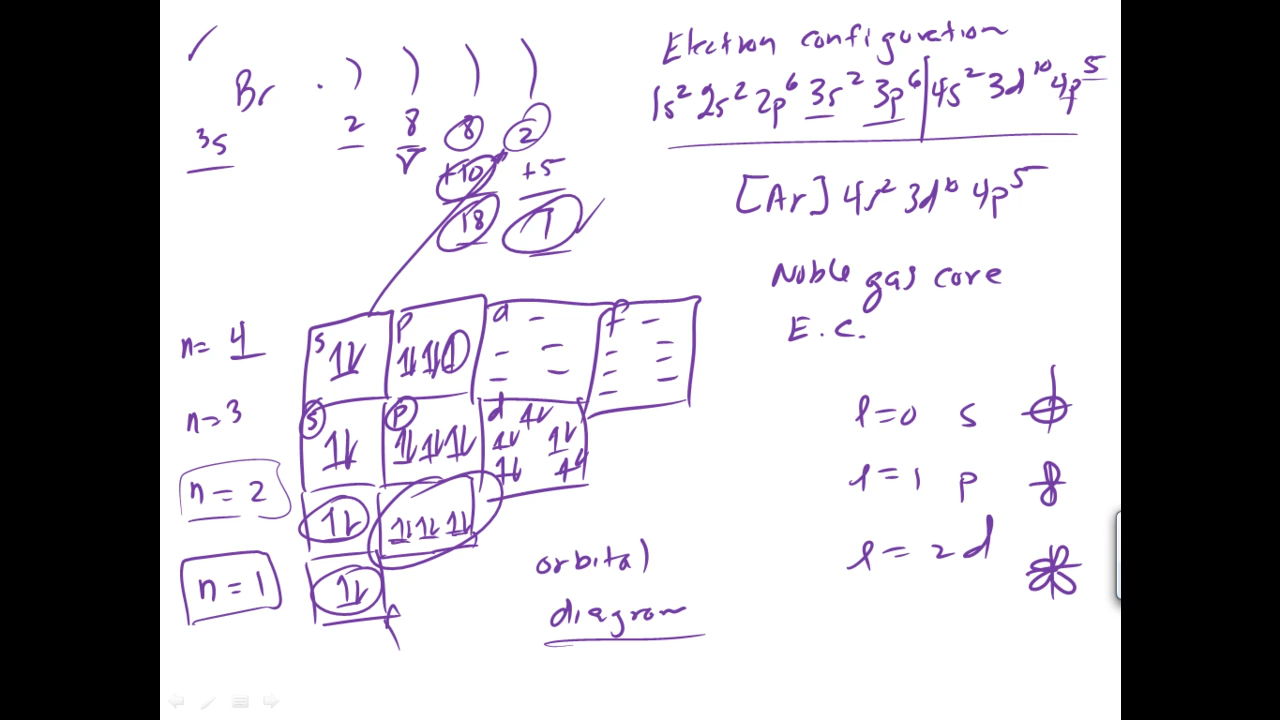 Br
35
2 8 8 2
+10 +5
18 7
Electron configuration
1s² 2s² 2p⁶ 3s² 3p⁶ 4s² 3d¹⁰ 4p⁵
[Ar] 4s² 3d¹⁰ 4p⁵
Noble gas core
E.C.
n= 4 s p d f
n=3 s p d
n = 2
n = 1
orbital
diagram
l=0 s
l=1 p
l=2 d